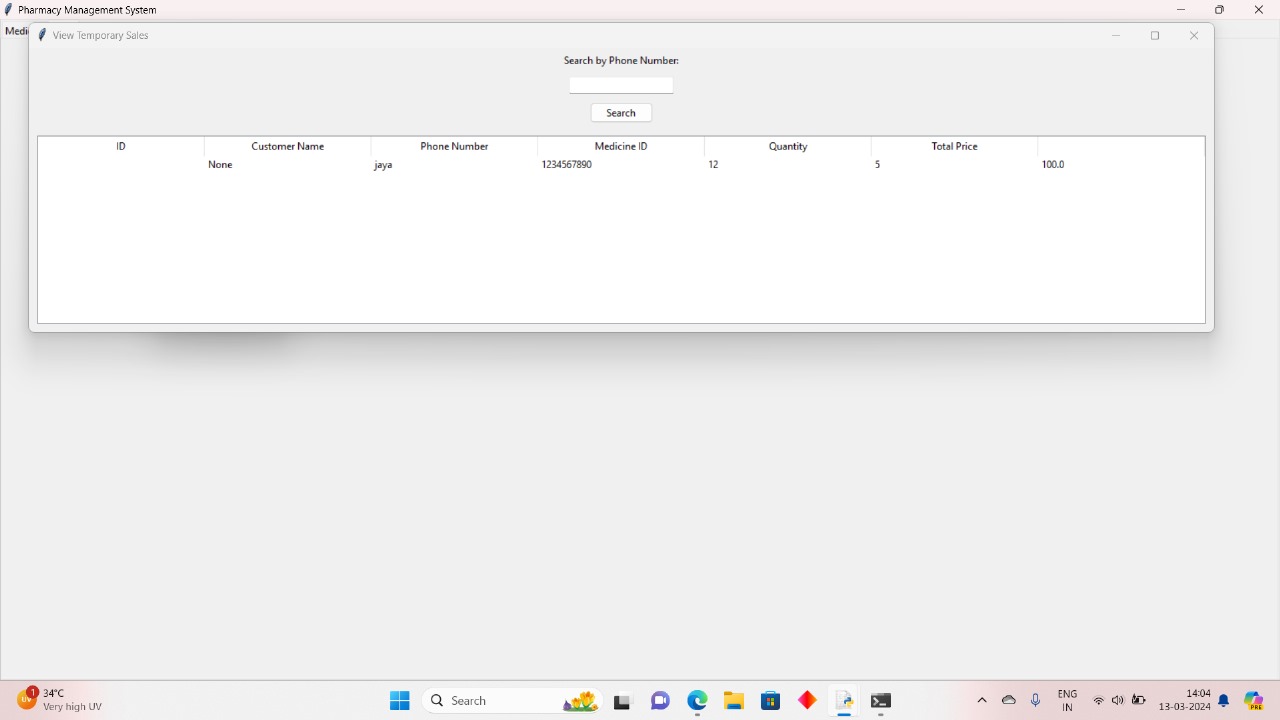 Pharmacy Management System
Medi
View Temporary Sales
Search by Phone Number:
Search
ID Customer Name Phone Number Medicine ID Quantity Total Price
None jaya 1234567890 12 5 100.0
1
34°C
Very high UV
Search
ENG
IN
14:04
13-03-2024
PRE